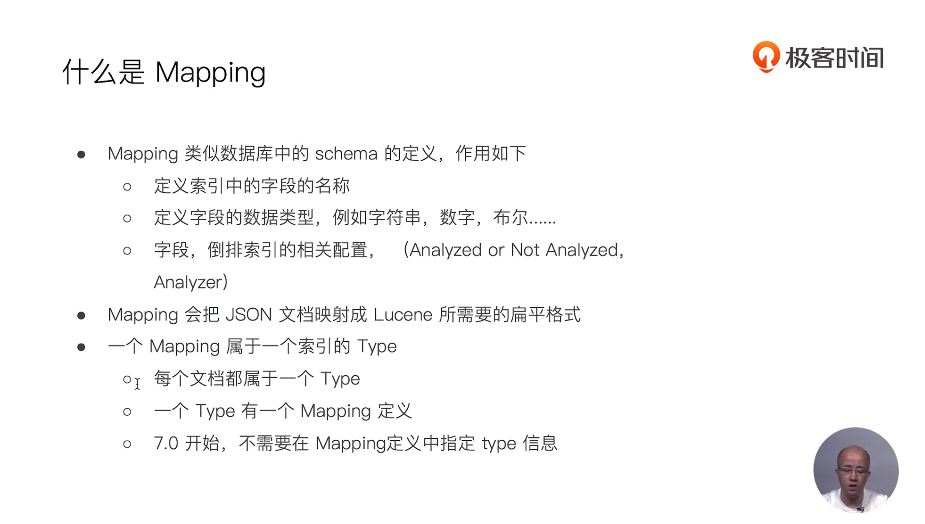 极客时间
什么是 Mapping
● Mapping 类似数据库中的 schema 的定义，作用如下
○ 定义索引中的字段的名称
○ 定义字段的数据类型，例如字符串，数字，布尔......
○ 字段，倒排索引的相关配置，（Analyzed or Not Analyzed,
Analyzer）
● Mapping 会把 JSON 文档映射成 Lucene 所需要的扁平格式
● 一个 Mapping 属于一个索引的 Type
○ 每个文档都属于一个 Type
○ 一个 Type 有一个 Mapping 定义
○ 7.0 开始，不需要在 Mapping定义中指定 type 信息